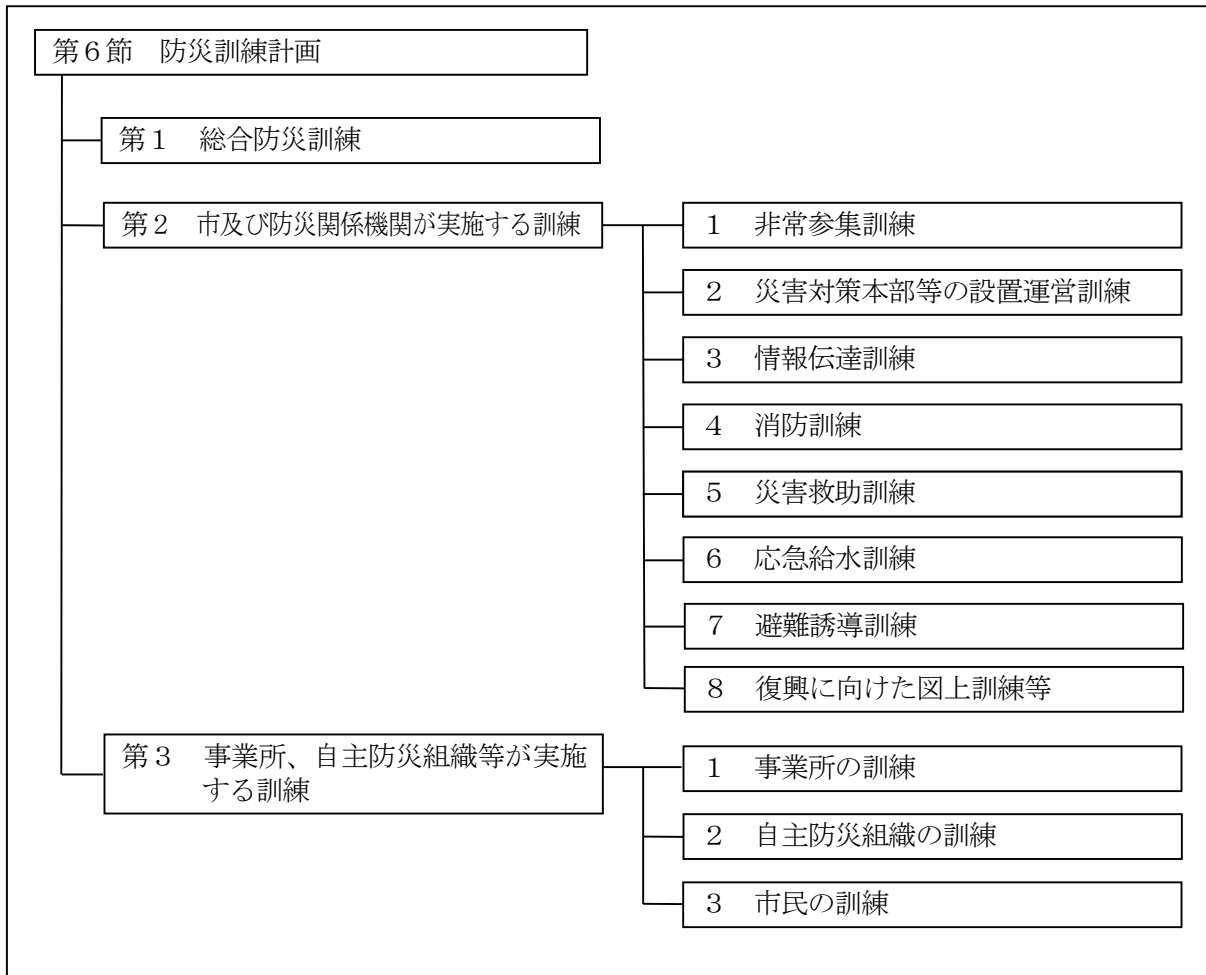 第６節　防災訓練計画
第１　総合防災訓練
第２　市及び防災関係機関が実施する訓練
１　非常参集訓練
２　災害対策本部等の設置運営訓練
３　情報伝達訓練
４　消防訓練
５　災害救助訓練
６　応急給水訓練
７　避難誘導訓練
８　復興に向けた図上訓練等
第３　事業所、自主防災組織等が実施
する訓練
１　事業所の訓練
２　自主防災組織の訓練
３　市民の訓練